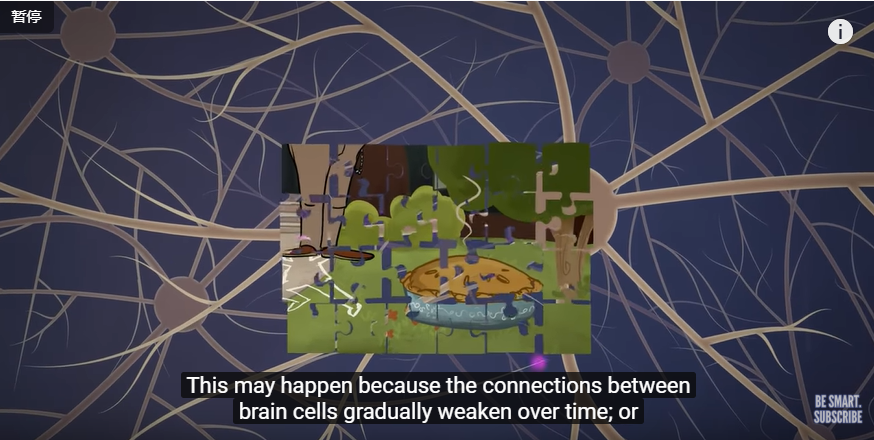 暂停
i
This may happen because the connections between
brain cells gradually weaken over time; or
BE SMART.
SUBSCRIBE